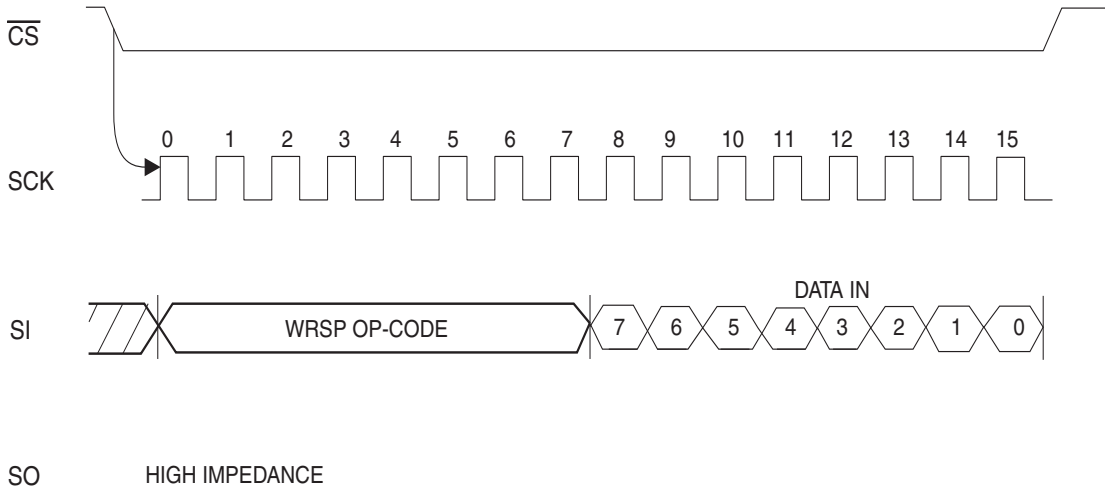 CS
0 1 2 3 4 5 6 7 8 9 10 11 12 13 14 15
SCK
DATA IN
SI WRSP OP-CODE 7 6 5 4 3 2 1 0
SO HIGH IMPEDANCE